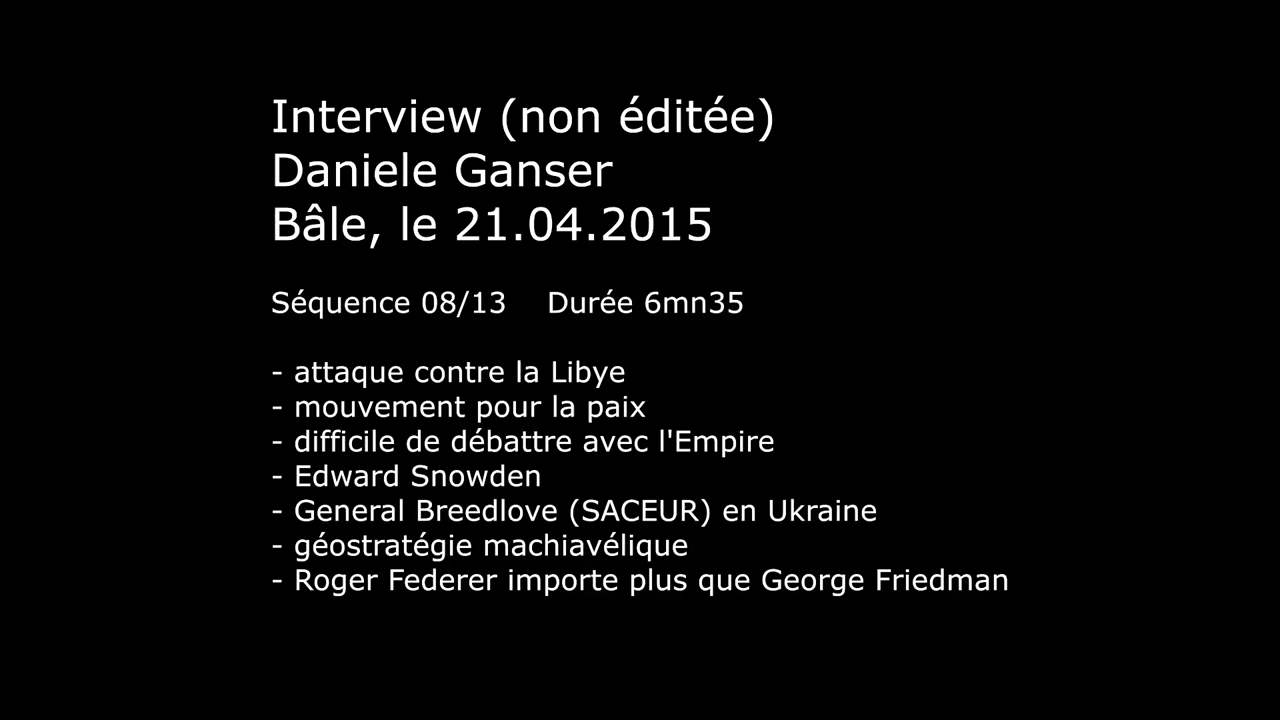 Interview (non éditée)
Daniele Ganser
Bâle, le 21.04.2015
Séquence 08/13 Durée 6mn35
- attaque contre la Libye
- mouvement pour la paix
- difficile de débattre avec l'Empire
- Edward Snowden
- General Breedlove (SACEUR) en Ukraine
- géostratégie machiavélique
- Roger Federer importe plus que George Friedman